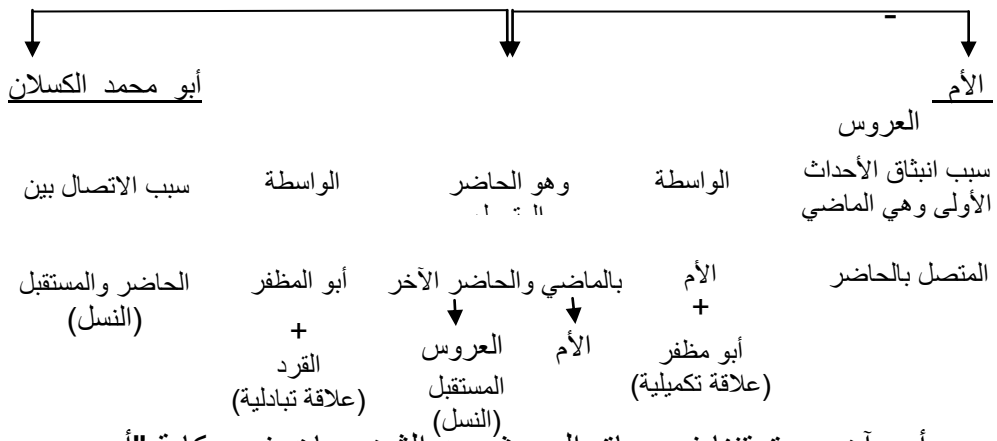 الأم أبو محمد الكسلان
العروس
سبب انبثاق الأحداث الواسطة وهو الحاضر الواسطة سبب الاتصال بين
الأولى وهي الماضي
المتصل بالحاضر الأم بالماضي والحاضر الآخر أبو المظفر الحاضر والمستقبل
+ + (النسل)
أبو مظفر الأم العروس القرد
(علاقة تكميلية) المستقبل (علاقة تبادلية)
(النسل)